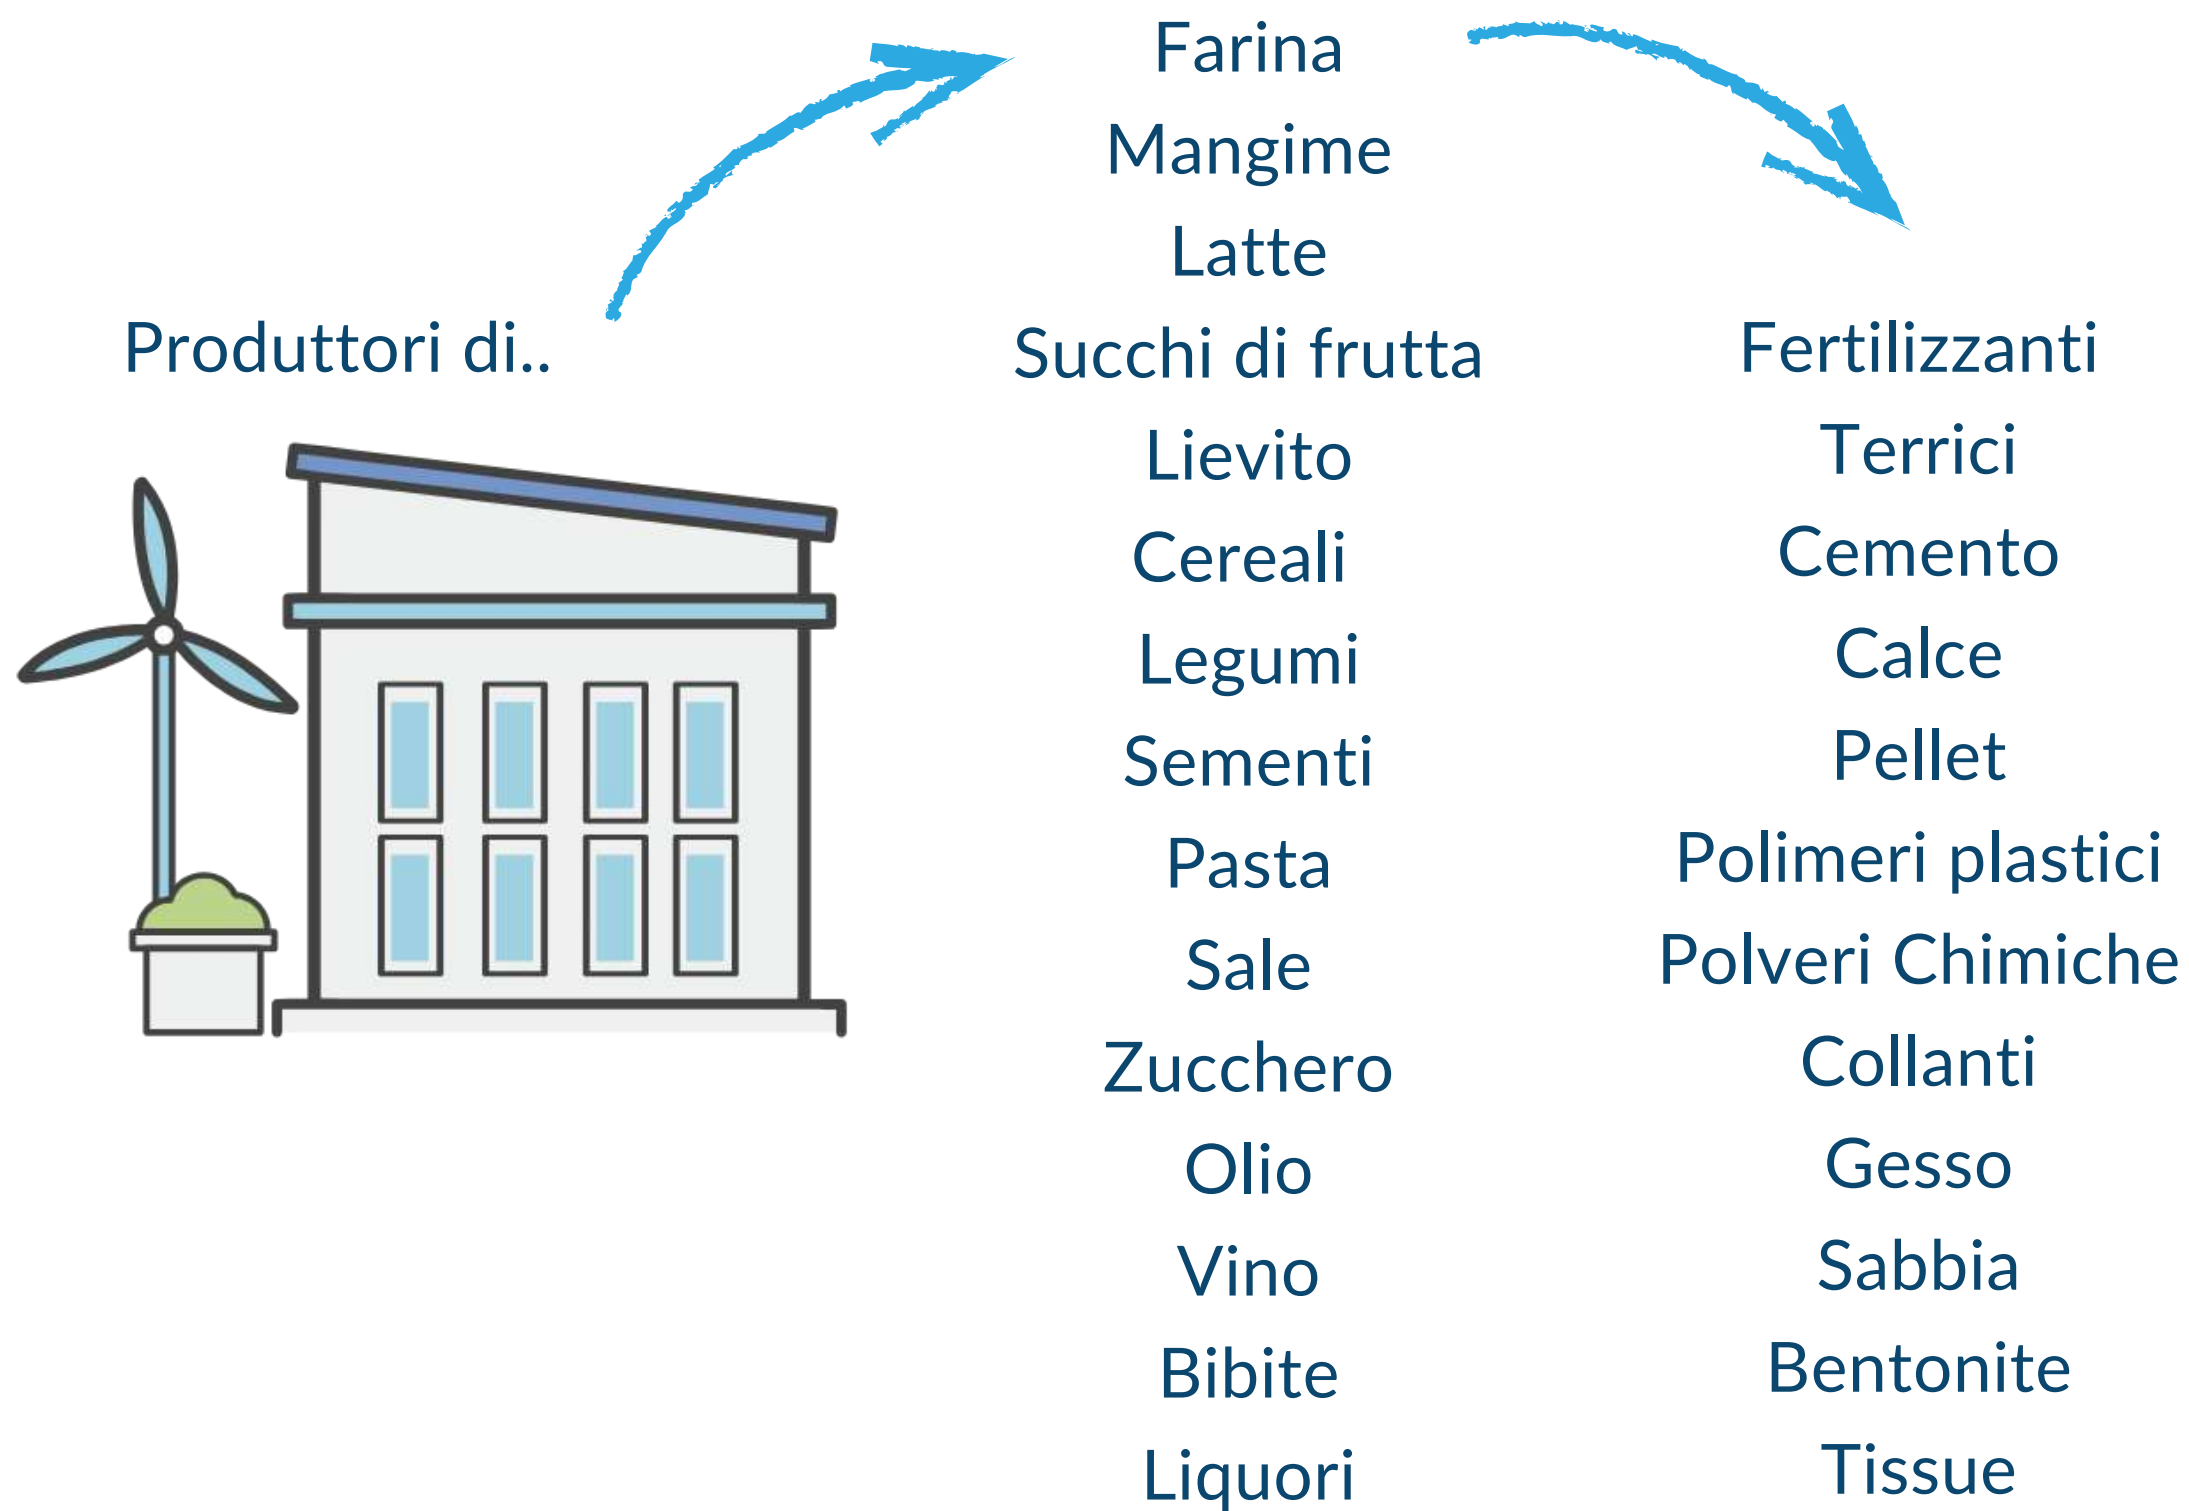 Produttori di..
Farina
Mangime
Latte
Succhi di frutta
Lievito
Cereali
Legumi
Sementi
Pasta
Sale
Zucchero
Olio
Vino
Bibite
Liquori
Fertilizzanti
Terrici
Cemento
Calce
Pellet
Polimeri plastici
Polveri Chimiche
Collanti
Gesso
Sabbia
Bentonite
Tissue